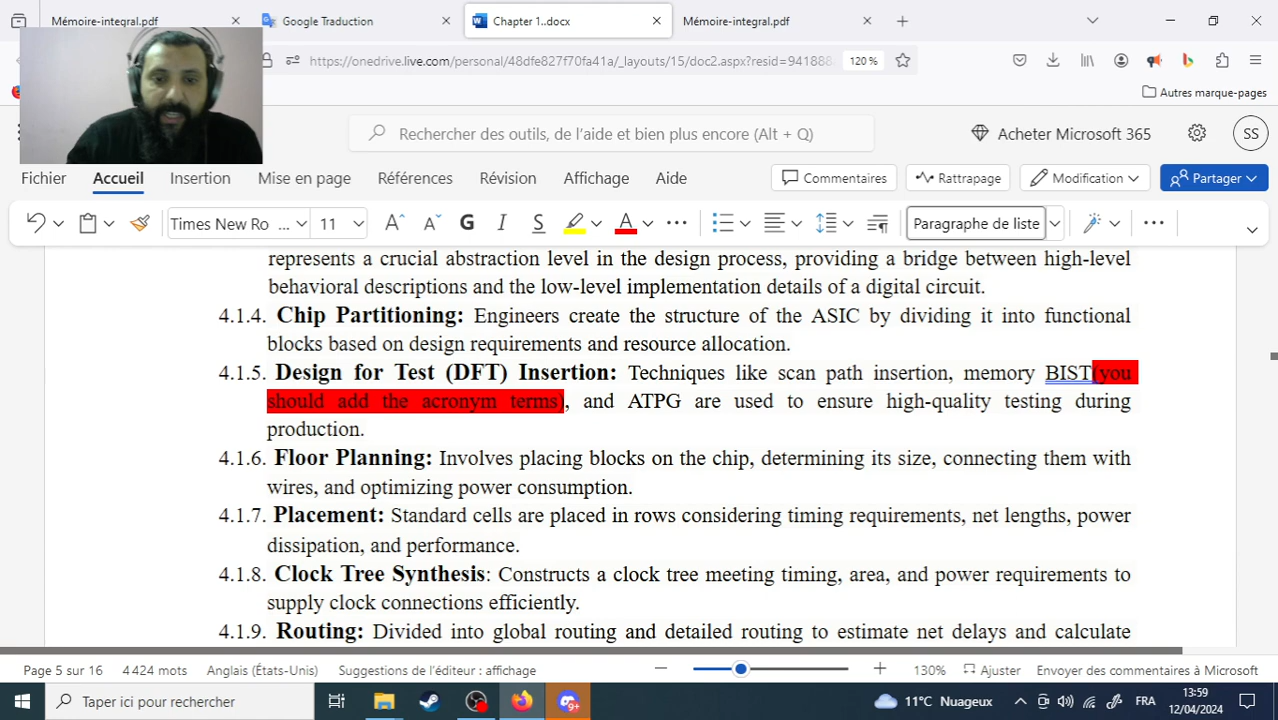 Mémoire-integral.pdf
Google Traduction
Chapter 1..docx
Mémoire-integral.pdf
https://onedrive.live.com/personal/48dfe827f70fa41a/_layouts/15/doc2.aspx?resid=941888
120 %
Autres marque-pages
Rechercher des outils, de l'aide et bien plus encore (Alt + Q)
Acheter Microsoft 365
SS
Fichier Accueil Insertion Mise en page Références Révision Affichage Aide
Commentaires Rattrapage Modification Partager
Times New Ro ... 11 G I S A Paragraphe de liste
represents a crucial abstraction level in the design process, providing a bridge between high-level
behavioral descriptions and the low-level implementation details of a digital circuit.
4.1.4. Chip Partitioning: Engineers create the structure of the ASIC by dividing it into functional
blocks based on design requirements and resource allocation.
4.1.5. Design for Test (DFT) Insertion: Techniques like scan path insertion, memory BIST(you
should add the acronym terms), and ATPG are used to ensure high-quality testing during
production.
4.1.6. Floor Planning: Involves placing blocks on the chip, determining its size, connecting them with
wires, and optimizing power consumption.
4.1.7. Placement: Standard cells are placed in rows considering timing requirements, net lengths, power
dissipation, and performance.
4.1.8. Clock Tree Synthesis: Constructs a clock tree meeting timing, area, and power requirements to
supply clock connections efficiently.
4.1.9. Routing: Divided into global routing and detailed routing to estimate net delays and calculate
Page 5 sur 16 4 424 mots Anglais (États-Unis) Suggestions de l'éditeur : affichage 130% Ajuster Envoyer des commentaires à Microsoft
Taper ici pour rechercher
9+
11°C Nuageux
FRA
13:59
12/04/2024